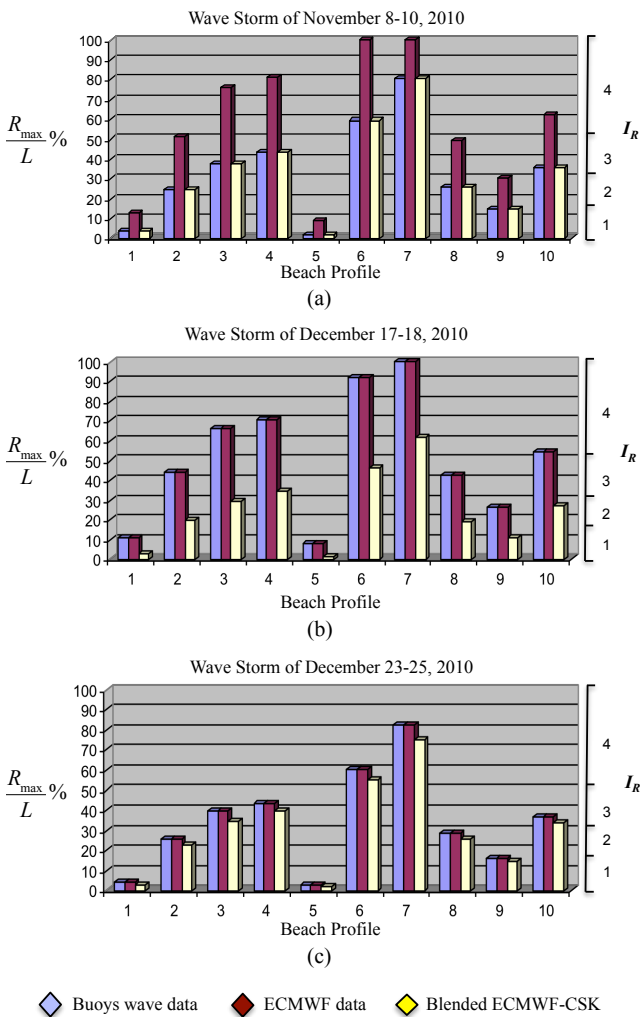 Wave Storm of November 8-10, 2010
100
90
80
70
60
50
40
30
20
10
0
R_max/L %
4
3
2
1
I_R
1 2 3 4 5 6 7 8 9 10
Beach Profile
(a)
Wave Storm of December 17-18, 2010
100
90
80
70
60
50
40
30
20
10
0
R_max/L %
4
3
2
1
I_R
1 2 3 4 5 6 7 8 9 10
Beach Profile
(b)
Wave Storm of December 23-25, 2010
100
90
80
70
60
50
40
30
20
10
0
R_max/L %
4
3
2
1
I_R
1 2 3 4 5 6 7 8 9 10
Beach Profile
(c)
Buoys wave data ECMWF data Blended ECMWF-CSK